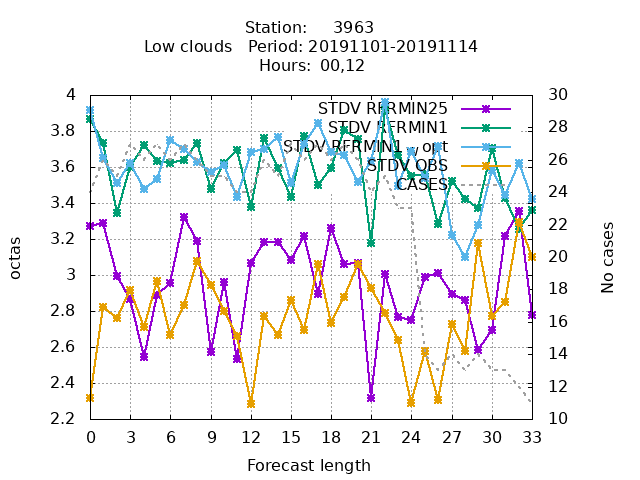 Station: 3963
Low clouds Period: 20191101-20191114
Hours: 00,12
4
3.8
3.6
3.4
3.2
3
2.8
2.6
2.4
2.2
octas
STDV RFRMIN25
STDV RFRMIN1
STDV OBS
CASES
30
28
26
24
22
20
18
16
14
12
10
No cases
0 3 6 9 12 15 18 21 24 27 30 33
Forecast length